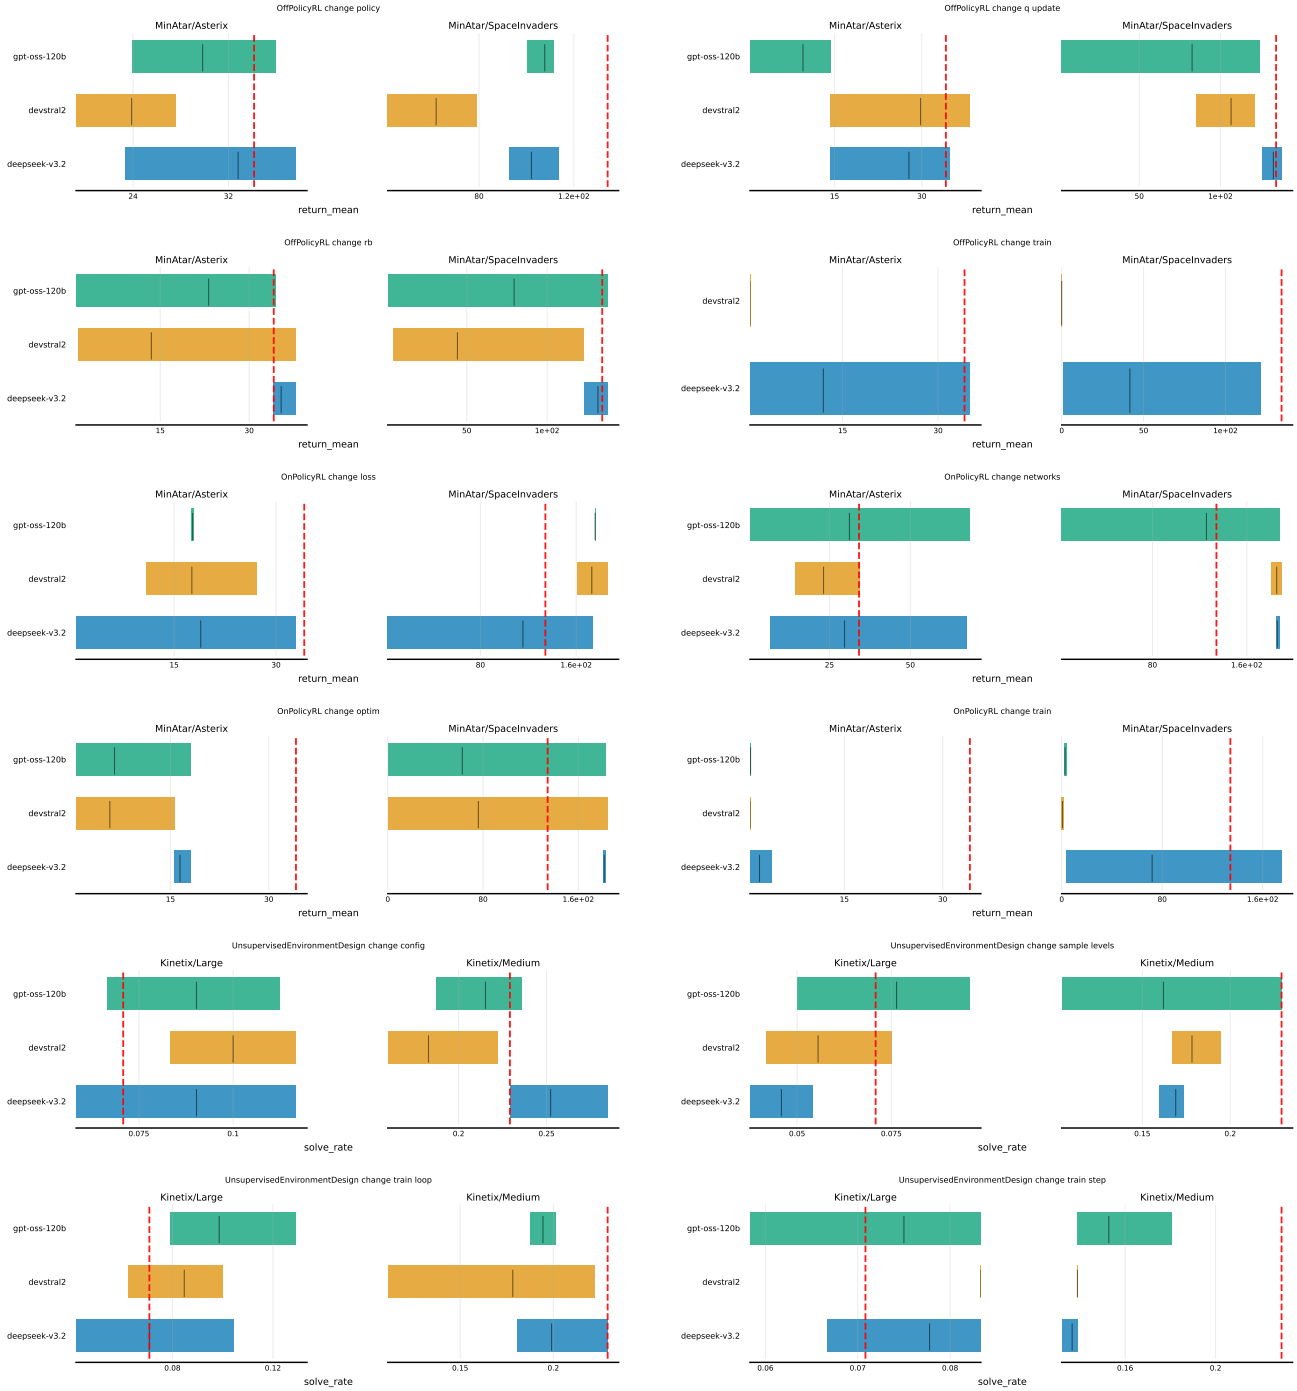 OffPolicyRL change policy
MinAtar/Asterix
MinAtar/SpaceInvaders
gpt-oss-120b
devstral2
deepseek-v3.2
24
32
80
1.2e+02
return_mean
OffPolicyRL change q update
MinAtar/Asterix
MinAtar/SpaceInvaders
gpt-oss-120b
devstral2
deepseek-v3.2
15
30
50
1e+02
return_mean
OffPolicyRL change rb
MinAtar/Asterix
MinAtar/SpaceInvaders
gpt-oss-120b
devstral2
deepseek-v3.2
15
30
50
1e+02
return_mean
OffPolicyRL change train
MinAtar/Asterix
MinAtar/SpaceInvaders
devstral2
deepseek-v3.2
15
30
0
50
1e+02
return_mean
OnPolicyRL change loss
MinAtar/Asterix
MinAtar/SpaceInvaders
gpt-oss-120b
devstral2
deepseek-v3.2
15
30
80
1.6e+02
return_mean
OnPolicyRL change networks
MinAtar/Asterix
MinAtar/SpaceInvaders
gpt-oss-120b
devstral2
deepseek-v3.2
25
50
80
1.6e+02
return_mean
OnPolicyRL change optim
MinAtar/Asterix
MinAtar/SpaceInvaders
gpt-oss-120b
devstral2
deepseek-v3.2
15
30
0
80
1.6e+02
return_mean
OnPolicyRL change train
MinAtar/Asterix
MinAtar/SpaceInvaders
gpt-oss-120b
devstral2
deepseek-v3.2
15
30
0
80
1.6e+02
return_mean
UnsupervisedEnvironmentDesign change config
Kinetix/Large
Kinetix/Medium
gpt-oss-120b
devstral2
deepseek-v3.2
0.075
0.1
0.2
0.25
solve_rate
UnsupervisedEnvironmentDesign change sample levels
Kinetix/Large
Kinetix/Medium
gpt-oss-120b
devstral2
deepseek-v3.2
0.05
0.075
0.15
0.2
solve_rate
UnsupervisedEnvironmentDesign change train loop
Kinetix/Large
Kinetix/Medium
gpt-oss-120b
devstral2
deepseek-v3.2
0.08
0.12
0.15
0.2
solve_rate
UnsupervisedEnvironmentDesign change train step
Kinetix/Large
Kinetix/Medium
gpt-oss-120b
devstral2
deepseek-v3.2
0.06
0.07
0.08
0.16
0.2
solve_rate